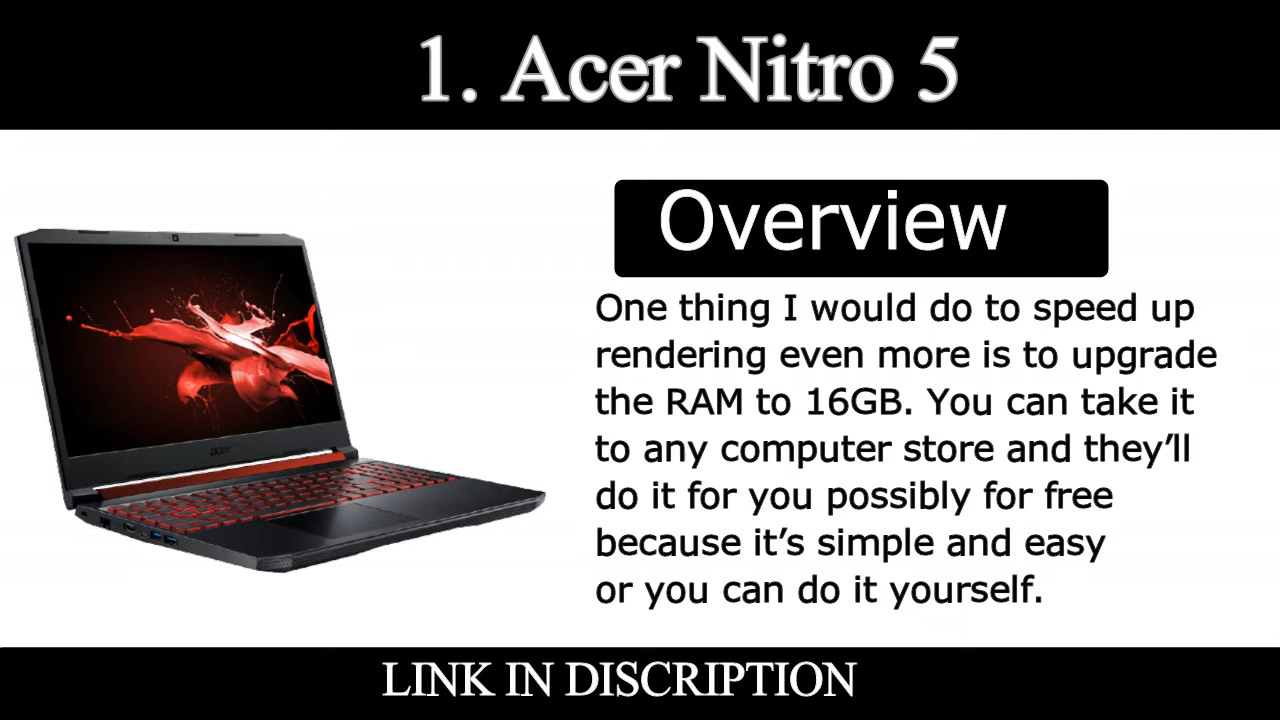 1. Acer Nitro 5
Overview
One thing I would do to speed up
rendering even more is to upgrade
the RAM to 16GB. You can take it
to any computer store and they’ll
do it for you possibly for free
because it’s simple and easy
or you can do it yourself.
acer
LINK IN DISCRIPTION